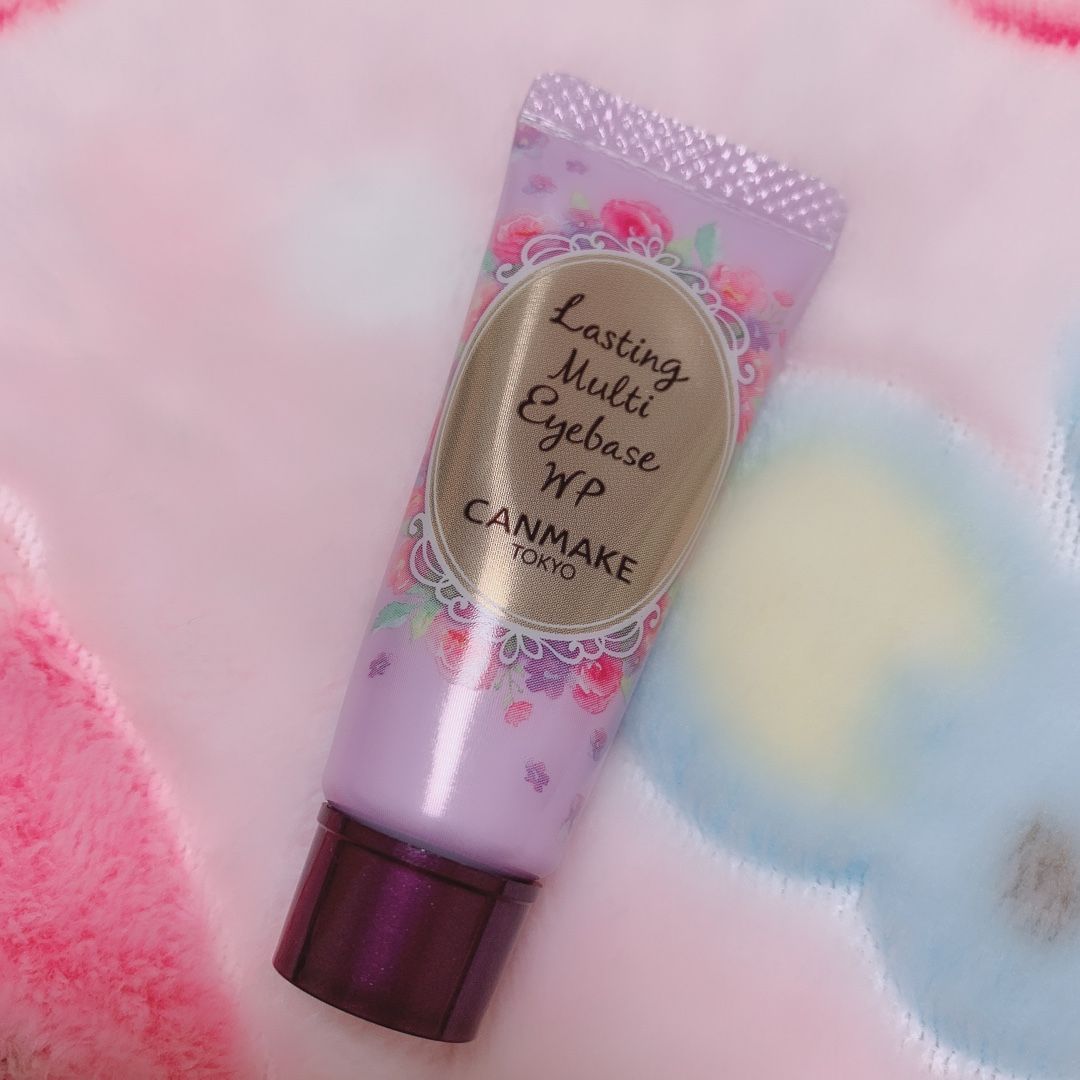 Lasting
Multi
Eyebase
WP
CANMAKE
TOKYO